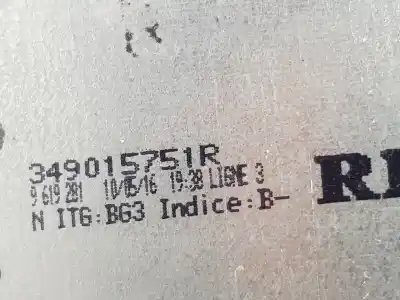 349015751R
9 619 281 10/05/16 19:38 LIGNE 3
N ITG:BG3 Indice:B-